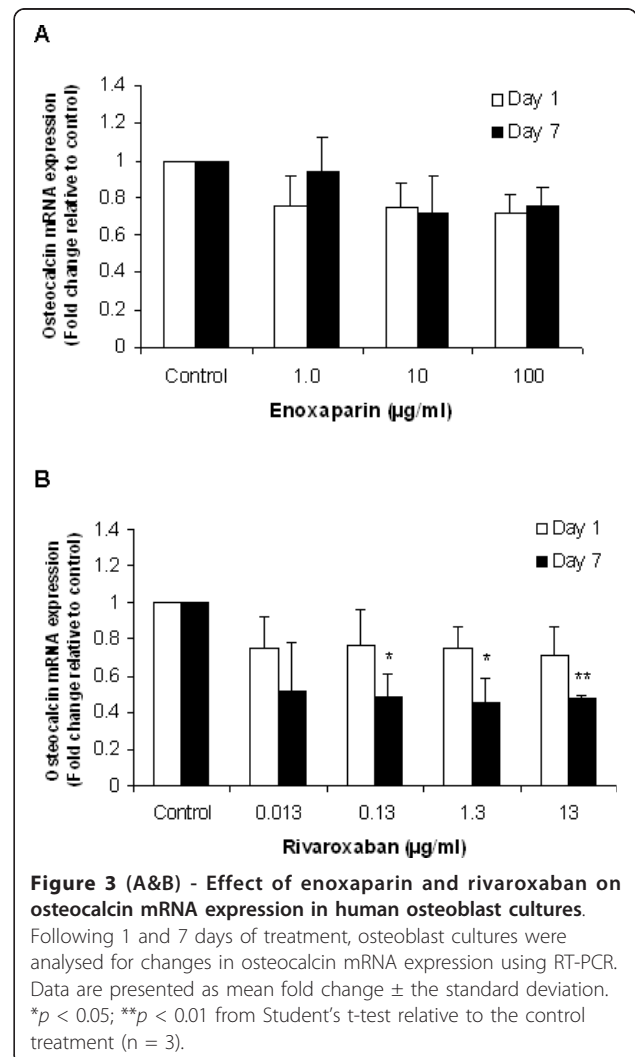 A
Osteocalcin mRNA expression
(Fold change relative to control)
1.4
1.2
1
0.8
0.6
0.4
0.2
0
Day 1
Day 7
Control 1.0 10 100
Enoxaparin (µg/ml)
B
Osteocalcin mRNA expression
(Fold change relative to control)
1.4
1.2
1
0.8
0.6
0.4
0.2
0
Day 1
Day 7
* * **
Control 0.013 0.13 1.3 13
Rivaroxaban (µg/ml)
Figure 3 (A&B) - Effect of enoxaparin and rivaroxaban on
osteocalcin mRNA expression in human osteoblast cultures.
Following 1 and 7 days of treatment, osteoblast cultures were
analysed for changes in osteocalcin mRNA expression using RT-PCR.
Data are presented as mean fold change ± the standard deviation.
*p < 0.05; **p < 0.01 from Student's t-test relative to the control
treatment (n = 3).